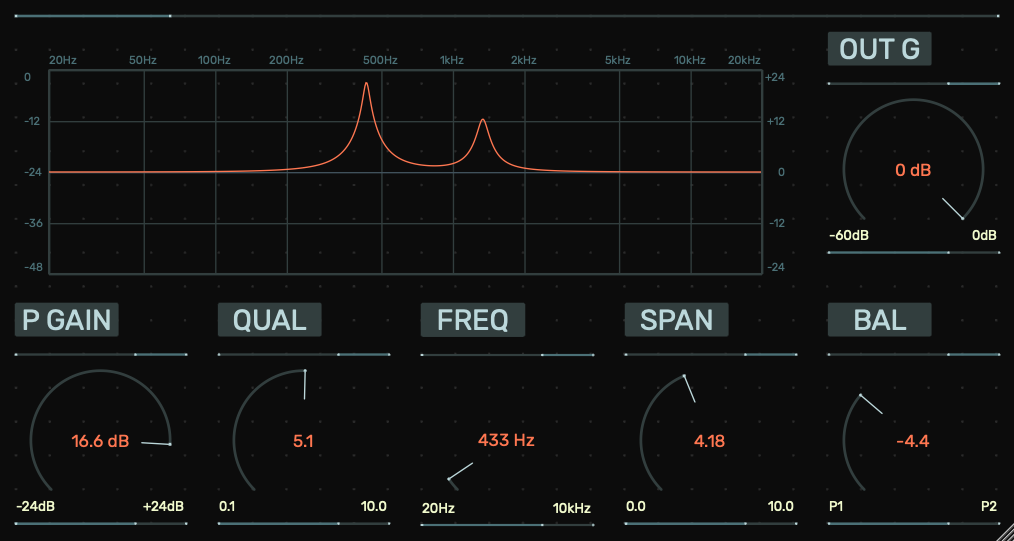 OUT G
20Hz 50Hz 100Hz 200Hz 500Hz 1kHz 2kHz 5kHz 10kHz 20kHz
0 +24
-12 +12
-24 0
-36 -12
-48 -24
0 dB
-60dB 0dB
P GAIN QUAL FREQ SPAN BAL
16.6 dB 5.1 433 Hz 4.18 -4.4
-24dB +24dB 0.1 10.0 20Hz 10kHz 0.0 10.0 P1 P2